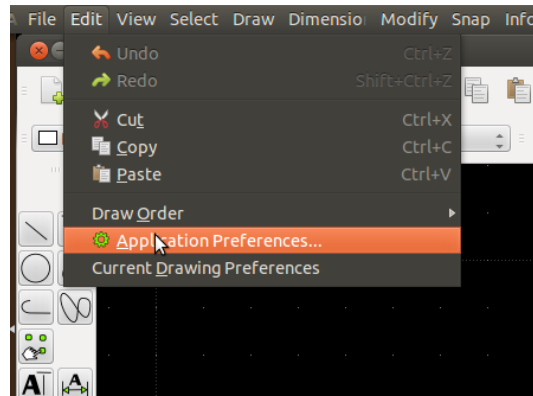 File Edit View Select Draw Dimensio Modify Snap Info
Undo Ctrl+Z
Redo Shift+Ctrl+Z
Cut Ctrl+X
Copy Ctrl+C
Paste Ctrl+V
Draw Order
Application Preferences...
Current Drawing Preferences
A A